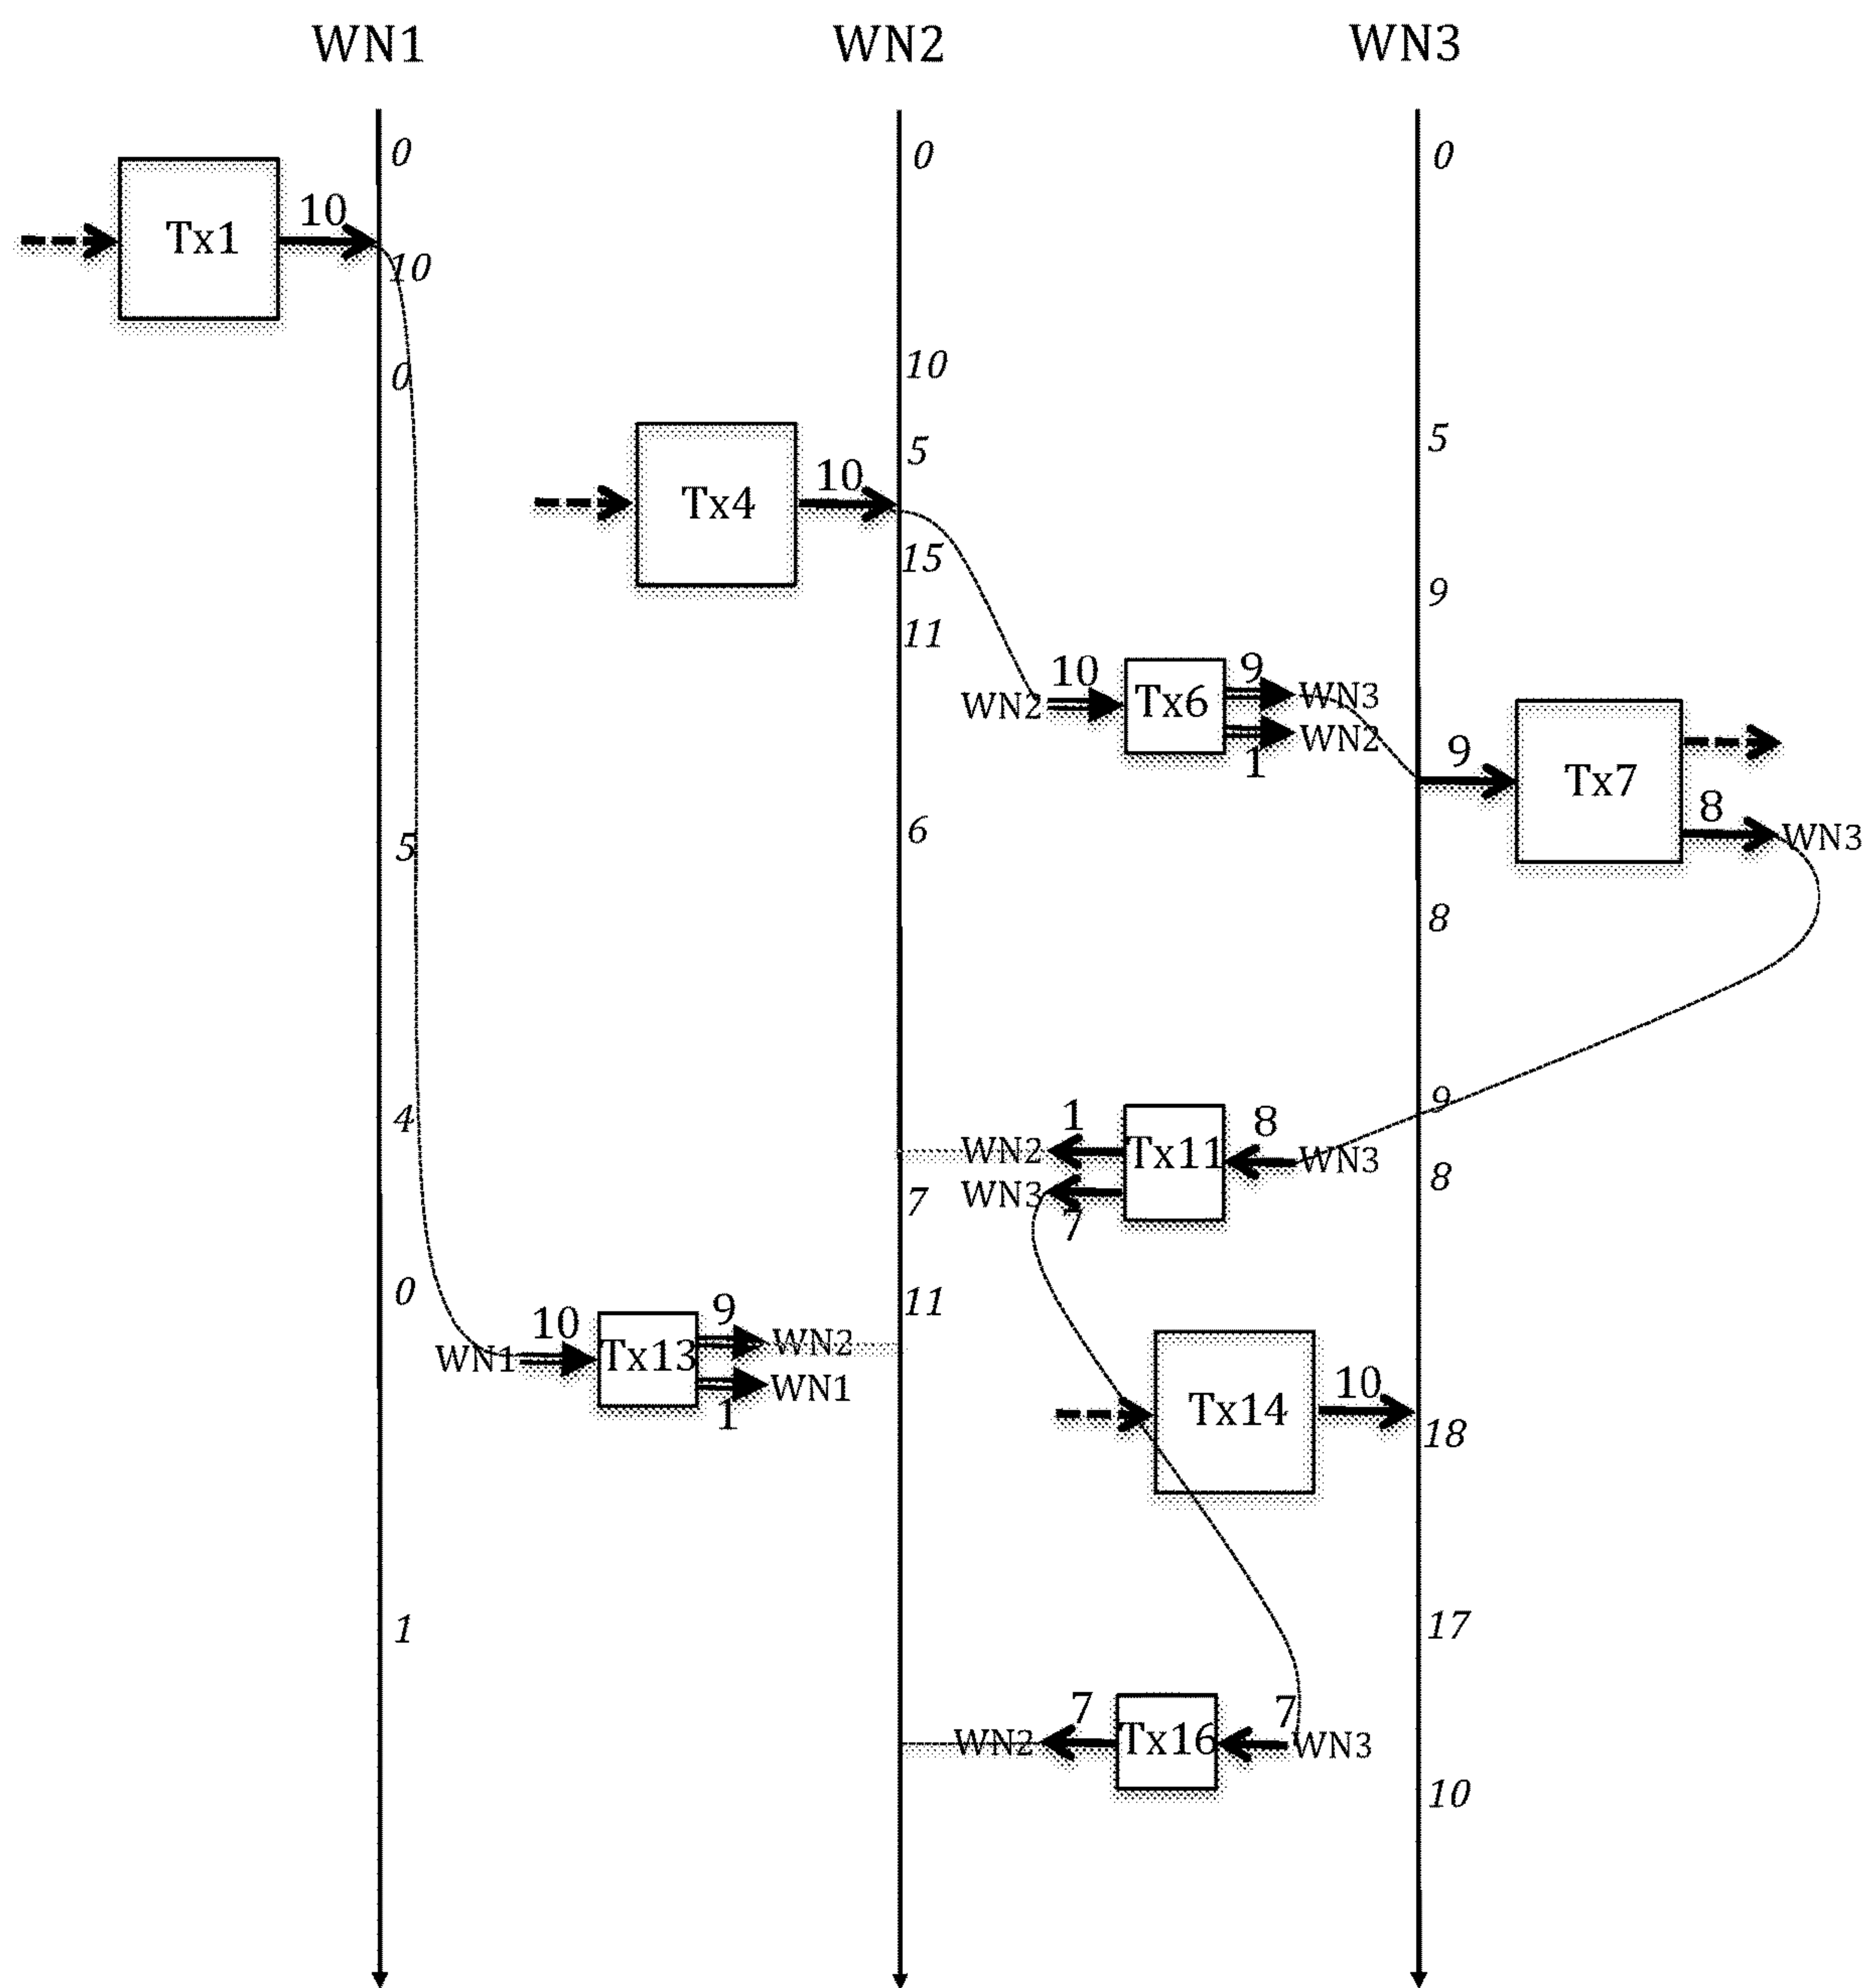 WN1 WN2 WN3
0 0 0
Tx1 10
10
0
10
5
5
Tx4 10
15
9
11
WN2 10 Tx6 9 WN3
1 WN2
9 Tx7
8 WN3
6
5
8
9
4
WN2 1 Tx11 8 WN3
WN3 7
8
7
0
11
WN1 10 Tx13 9 WN2
1 WN1
Tx14 10
18
17
1
WN2 7 Tx16 7 WN3
10